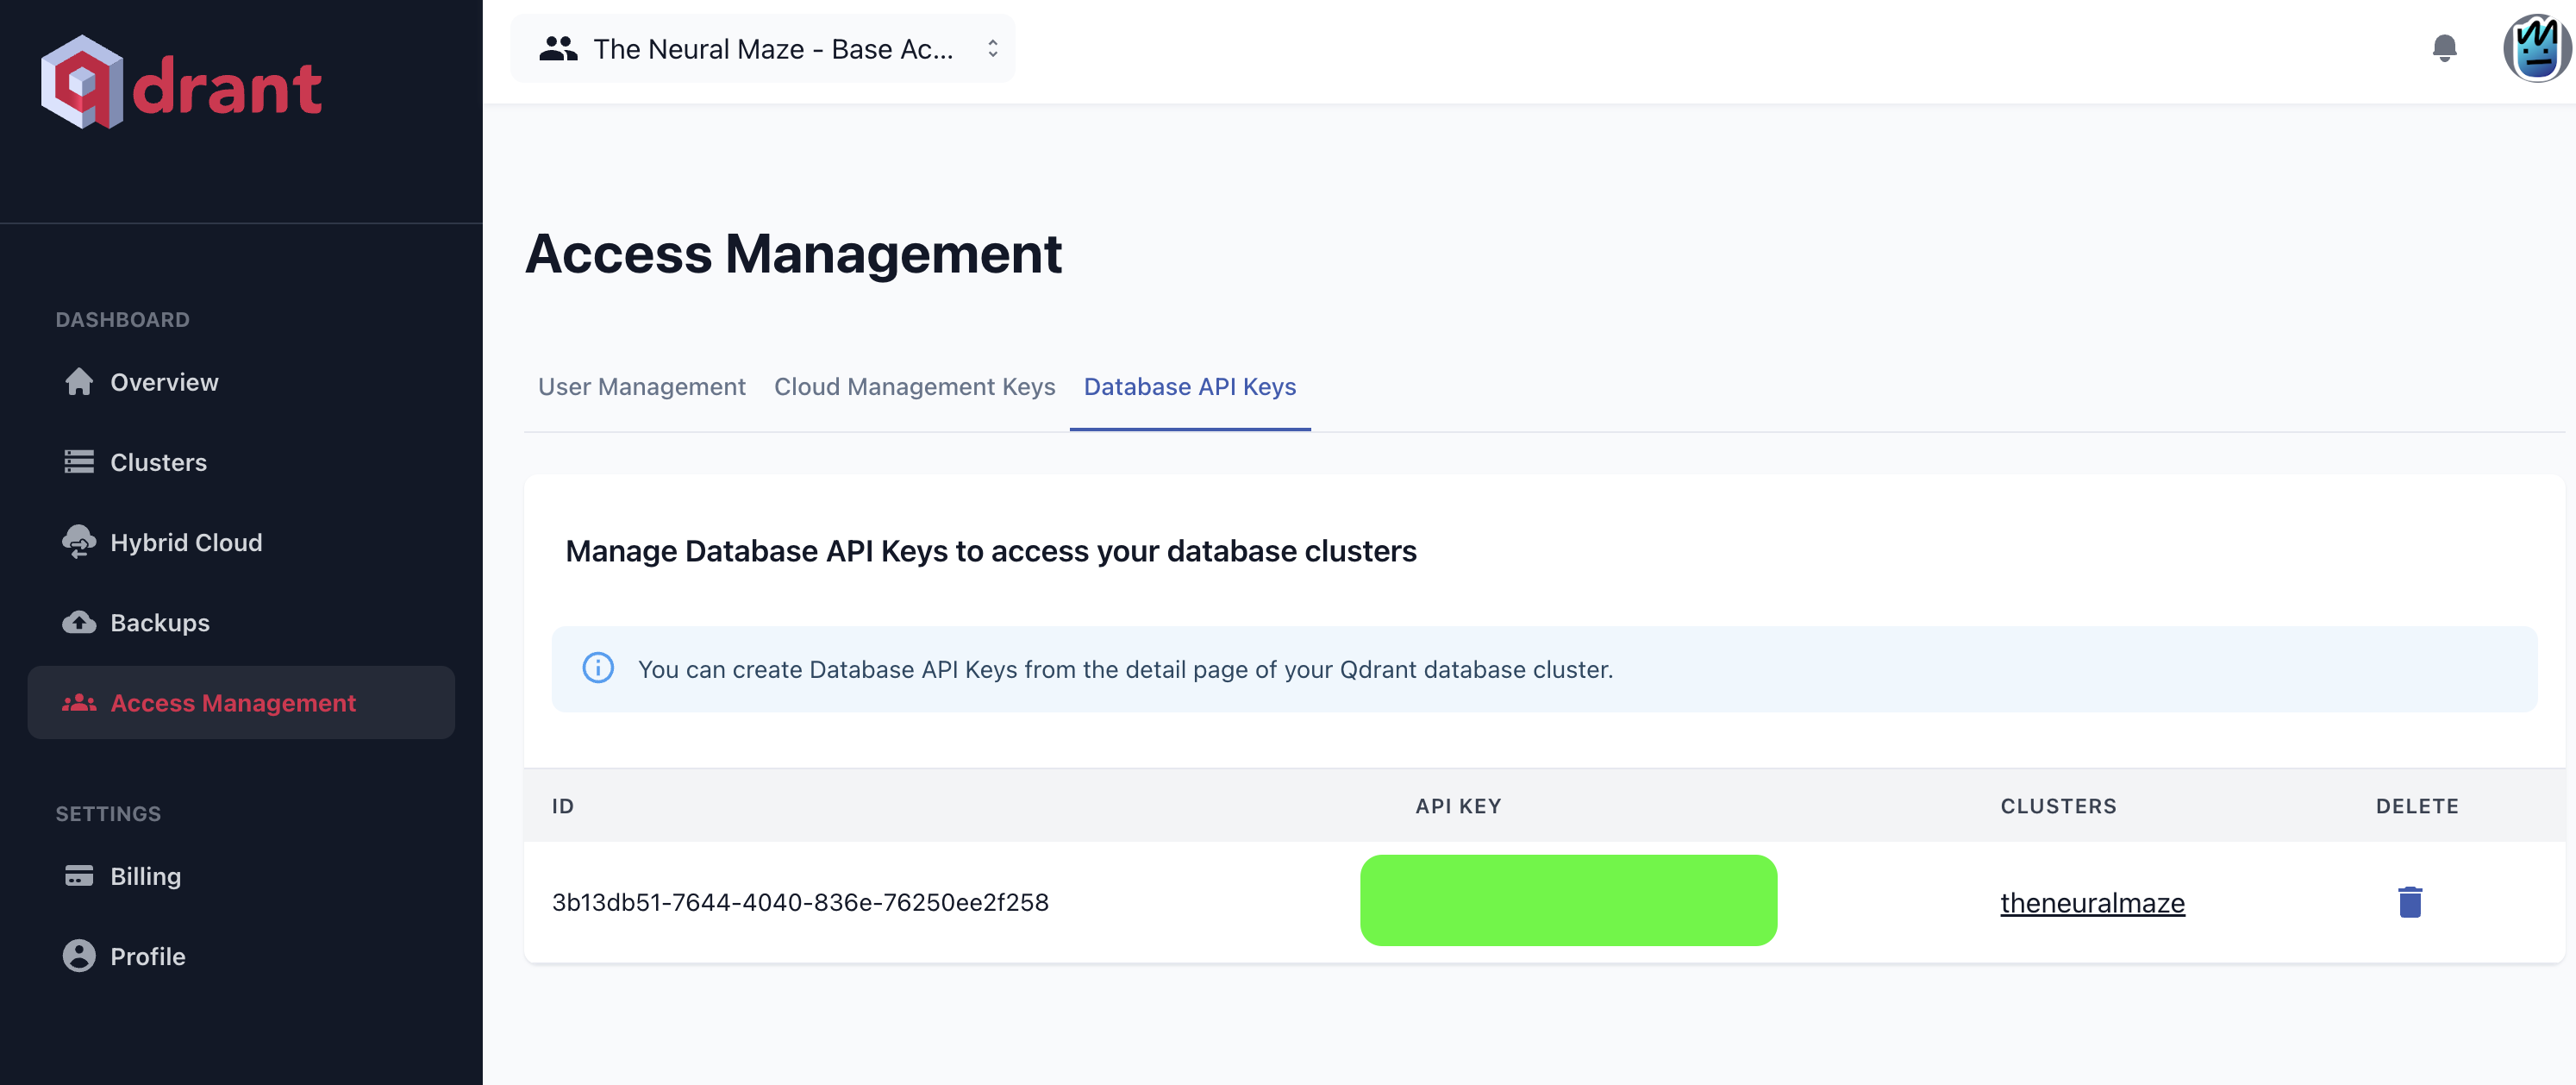 qdrant
The Neural Maze - Base Ac...
Access Management
DASHBOARD
Overview
Clusters
Hybrid Cloud
Backups
Access Management
SETTINGS
Billing
Profile
User Management
Cloud Management Keys
Database API Keys
Manage Database API Keys to access your database clusters
You can create Database API Keys from the detail page of your Qdrant database cluster.
ID API KEY CLUSTERS DELETE
3b13db51-7644-4040-836e-76250ee2f258 theneuralmaze